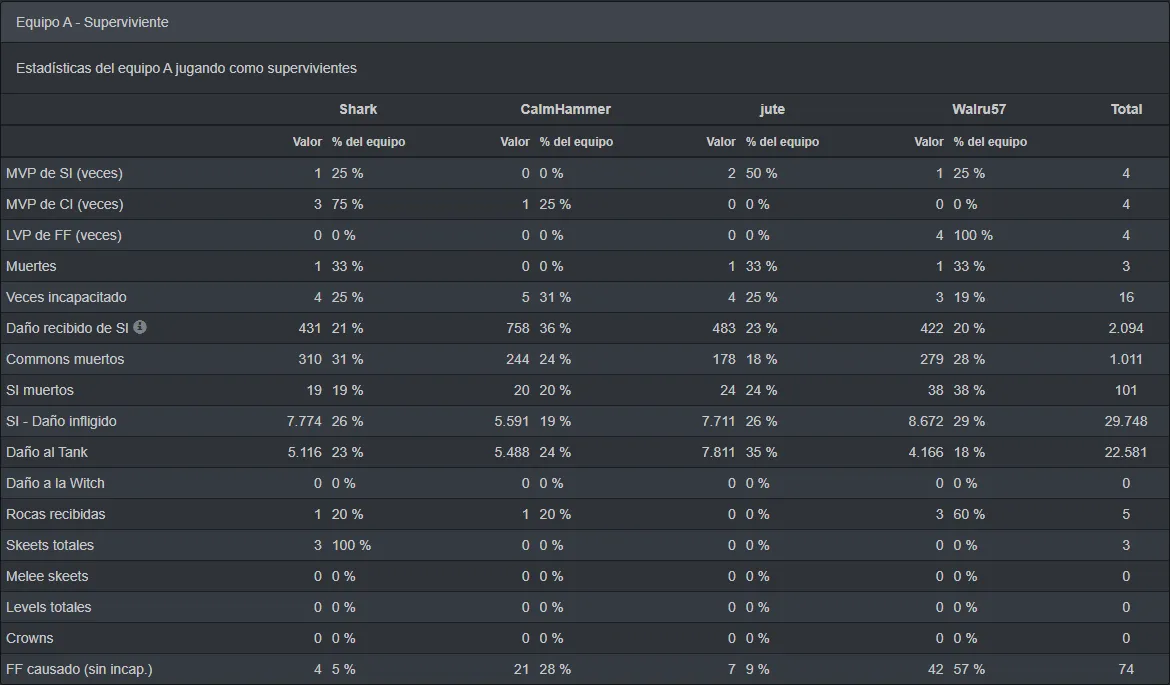 Equipo A - Superviviente
Estadísticas del equipo A jugando como supervivientes
Shark CalmHammer jute Walru57 Total
Valor % del equipo Valor % del equipo Valor % del equipo Valor % del equipo
MVP de SI (veces) 1 25 % 0 0 % 2 50 % 1 25 % 4
MVP de CI (veces) 3 75 % 1 25 % 0 0 % 0 0 % 4
LVP de FF (veces) 0 0 % 0 0 % 0 0 % 4 100 % 4
Muertes 1 33 % 0 0 % 1 33 % 1 33 % 3
Veces incapacitado 4 25 % 5 31 % 4 25 % 3 19 % 16
Daño recibido de SI 431 21 % 758 36 % 483 23 % 422 20 % 2.094
Commons muertos 310 31 % 244 24 % 178 18 % 279 28 % 1.011
SI muertos 19 19 % 20 20 % 24 24 % 38 38 % 101
SI - Daño infligido 7.774 26 % 5.591 19 % 7.711 26 % 8.672 29 % 29.748
Daño al Tank 5.116 23 % 5.488 24 % 7.811 35 % 4.166 18 % 22.581
Daño a la Witch 0 0 % 0 0 % 0 0 % 0 0 % 0
Rocas recibidas 1 20 % 1 20 % 0 0 % 3 60 % 5
Skeets totales 3 100 % 0 0 % 0 0 % 0 0 % 3
Melee skeets 0 0 % 0 0 % 0 0 % 0 0 % 0
Levels totales 0 0 % 0 0 % 0 0 % 0 0 % 0
Crowns 0 0 % 0 0 % 0 0 % 0 0 % 0
FF causado (sin incap.) 4 5 % 21 28 % 7 9 % 42 57 % 74